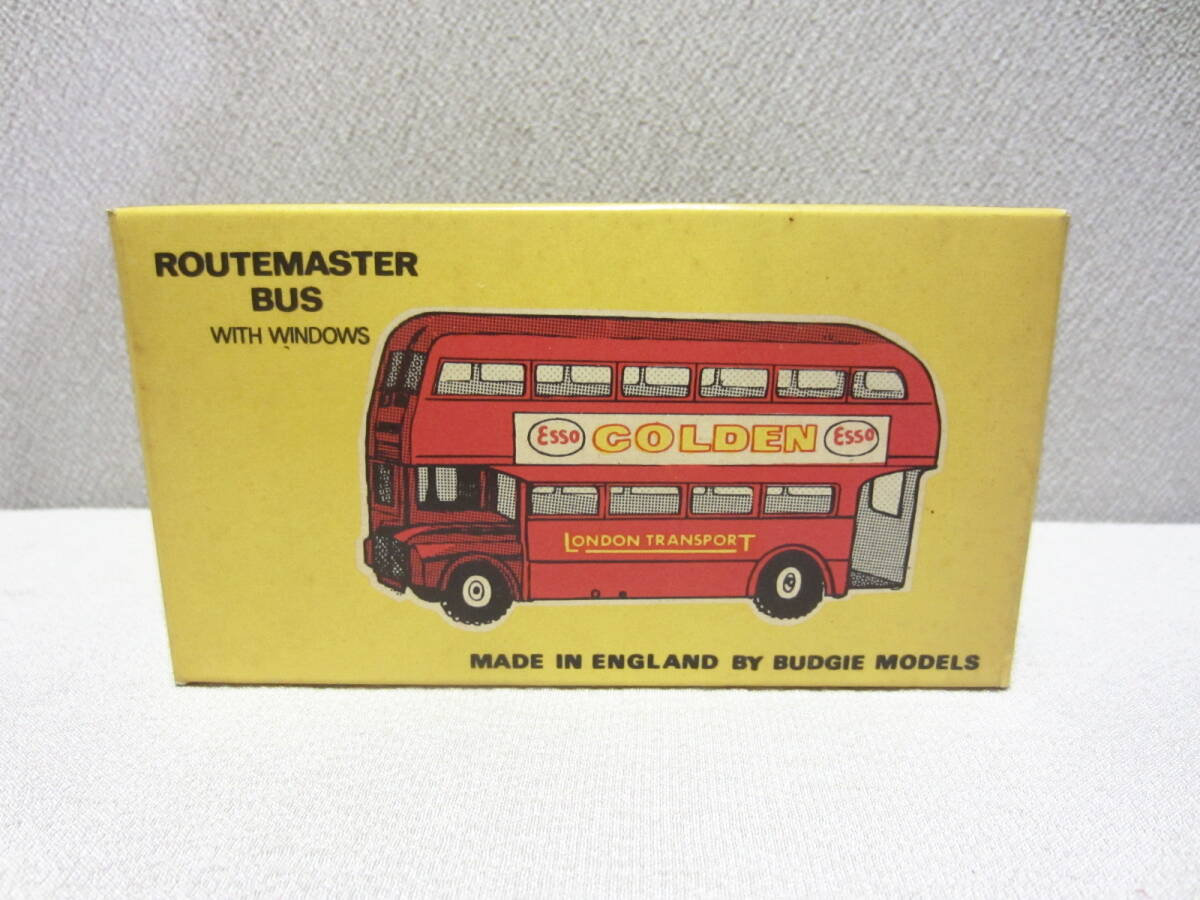 ROUTEMASTER
BUS
WITH WINDOWS
Esso GOLDEN Esso
LONDON TRANSPORT
MADE IN ENGLAND BY BUDGIE MODELS